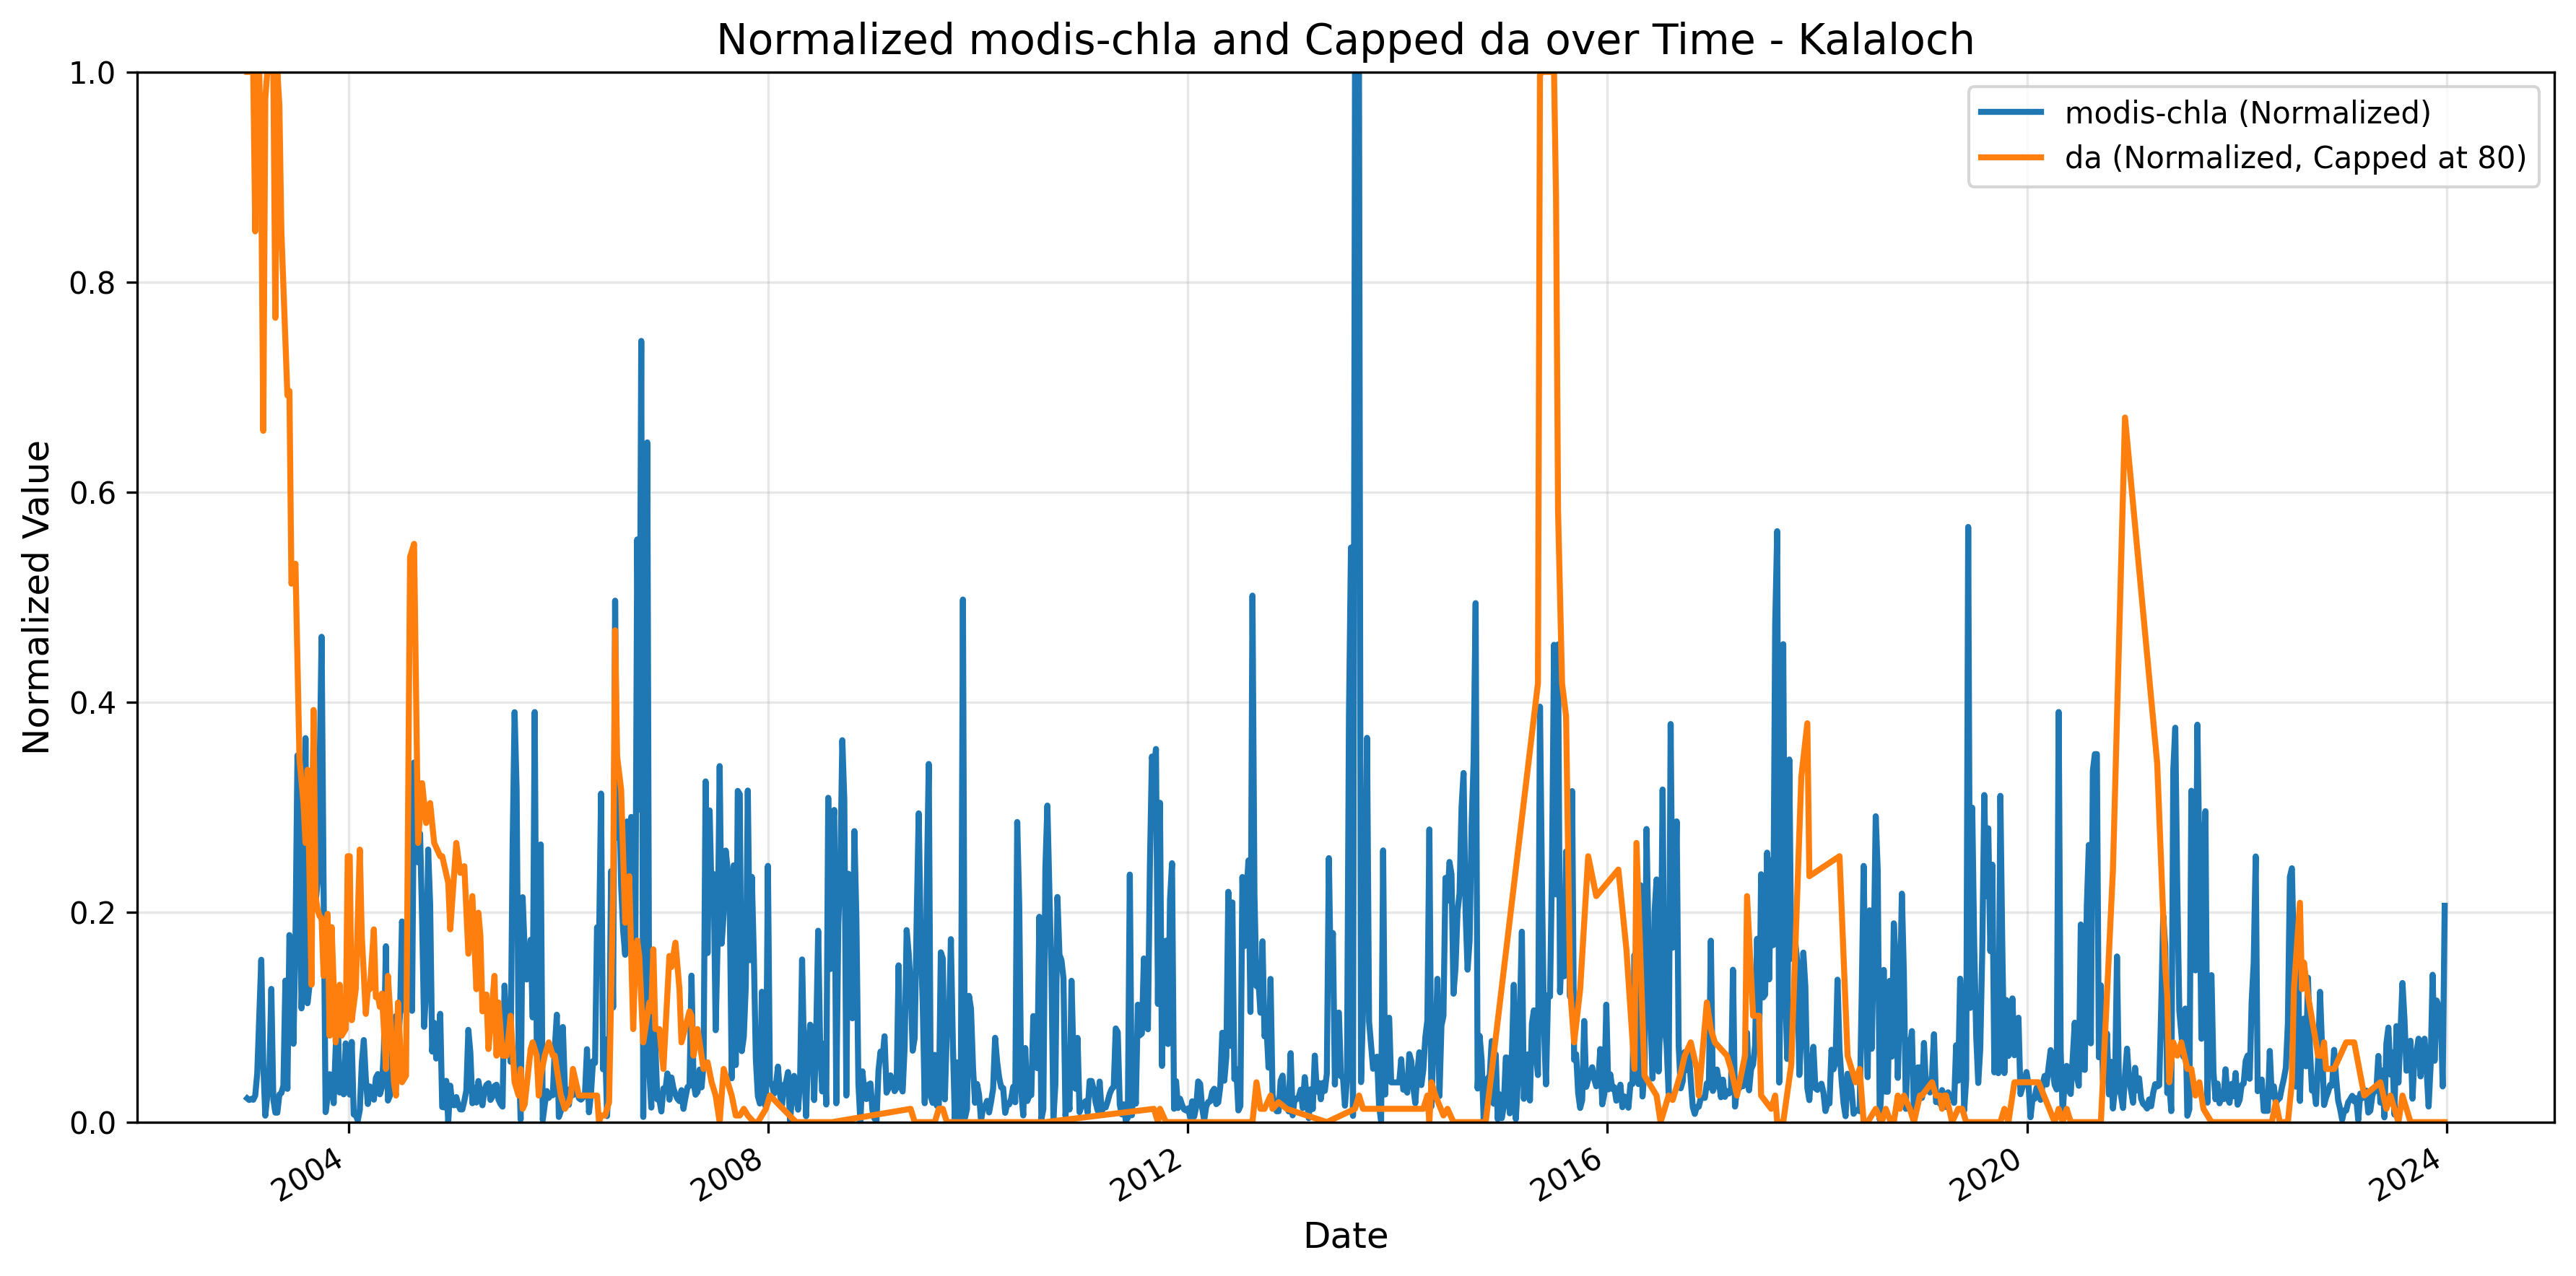 Normalized modis-chla and Capped da over Time - Kalaloch
modis-chla (Normalized)
da (Normalized, Capped at 80)
Normalized Value
1.0
0.8
0.6
0.4
0.2
0.0
2004
2008
2012
2016
2020
2024
Date